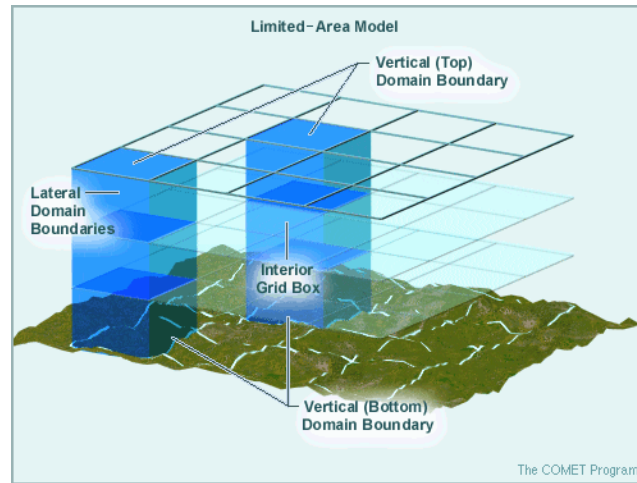 Limited-Area Model
Vertical (Top)
Domain Boundary
Lateral
Domain
Boundaries
Interior
Grid Box
Vertical (Bottom)
Domain Boundary
The COMET Program